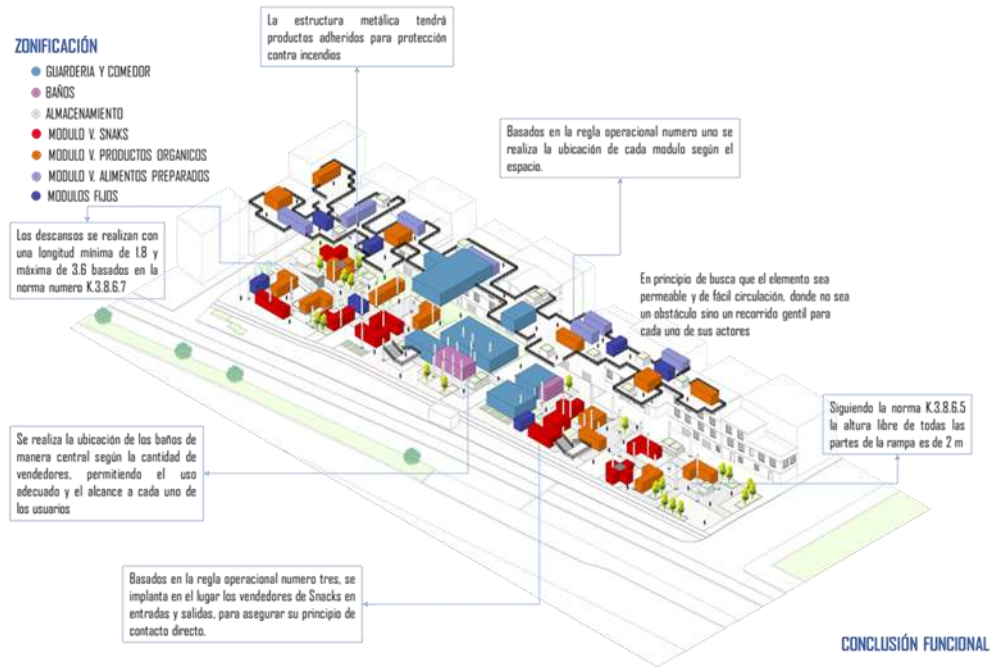 La estructura metálica tendrá
productos adheridos para protección
contra incendios
ZONIFICACIÓN
GUARDERIA Y COMEDOR
BAÑOS
ALMACENAMIENTO
MODULO V. SNAKS
MODULO V. PRODUCTOS ORGANICOS
MODULO V. ALIMENTOS PREPARADOS
MODULOS FIJOS
Basados en la regla operacional numero uno se
realiza la ubicación de cada modulo según el
espacio.
Los descansos se realizan con
una longitud mínima de 1.8 y
máxima de 3.6 basados en la
norma numero K.3.8.6.7
En principio de busca que el elemento sea
permeable y de fácil circulación, donde no sea
un obstáculo sino un recorrido gentil para
cada uno de sus actores
Siguiendo la norma K.3.8.6.5
la altura libre de todas las
partes de la rampa es de 2 m
Se realiza la ubicación de los baños de
manera central según la cantidad de
vendedores, permitiendo el uso
adecuado y el alcance a cada uno de
los usuarios
Basados en la regla operacional numero tres, se
implanta en el lugar los vendedores de Snacks en
entradas y salidas, para asegurar su principio de
contacto directo.
CONCLUSIÓN FUNCIONAL